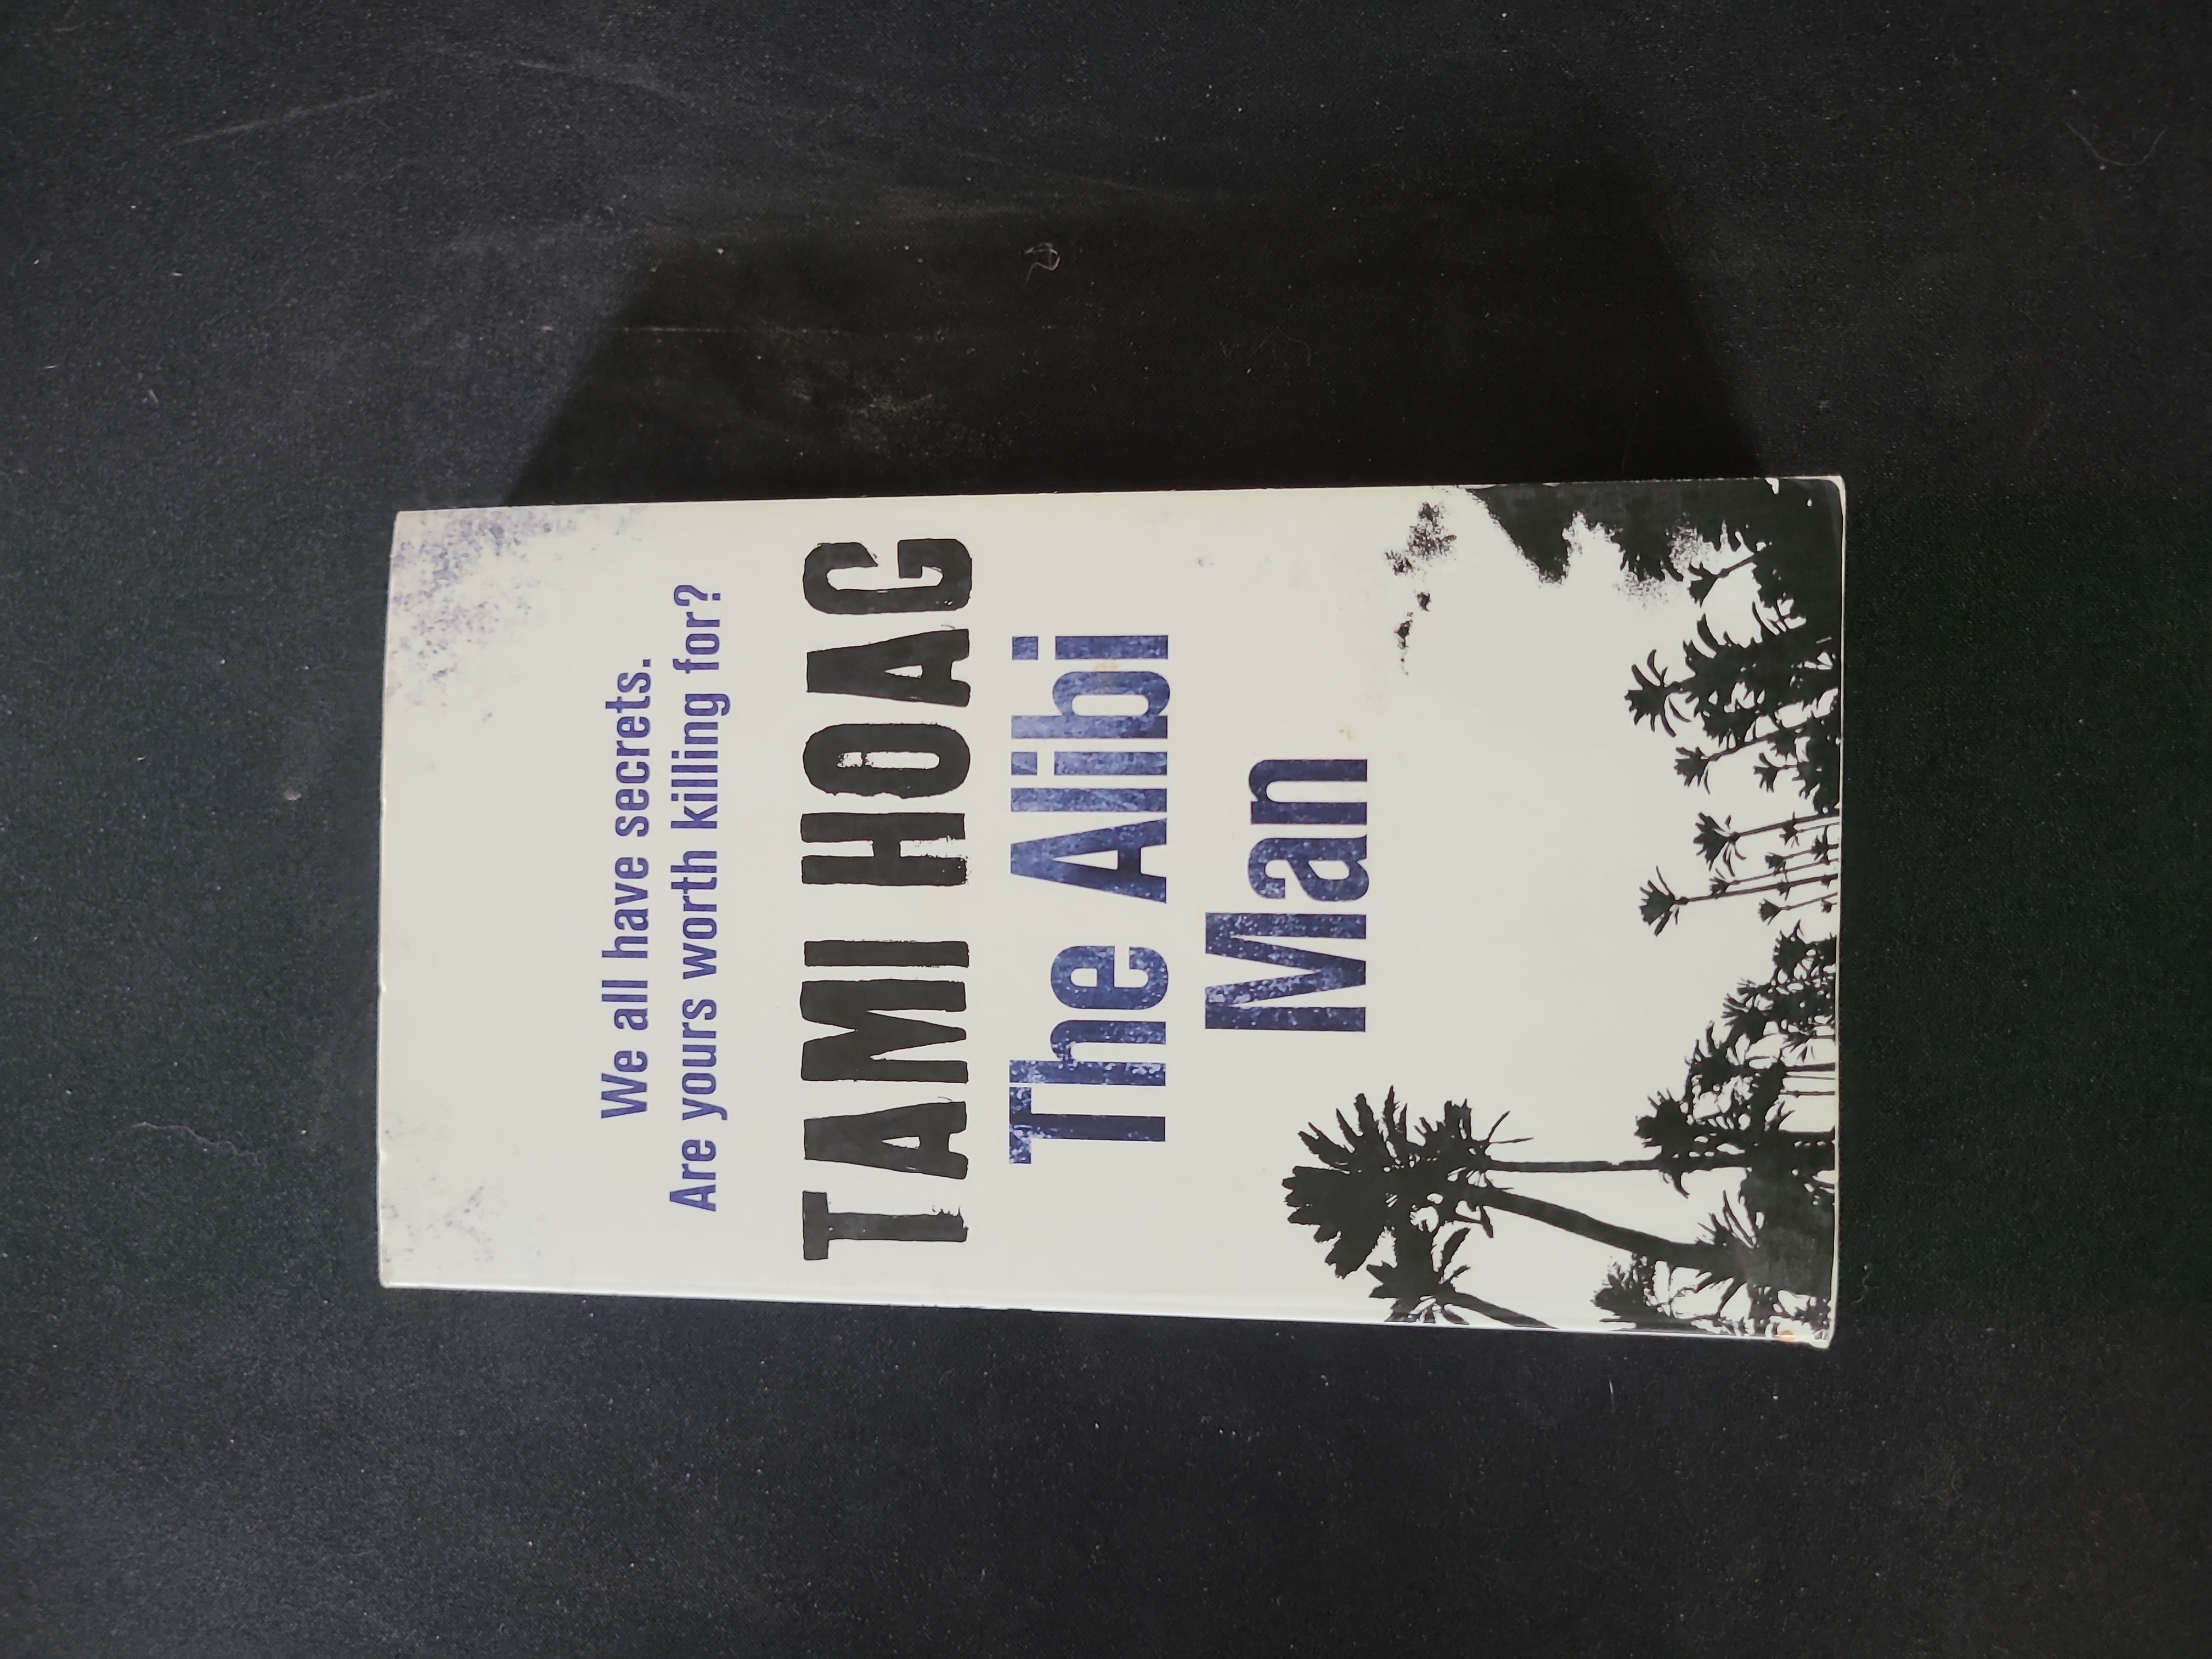 We all have secrets.
Are yours worth killing for?
TAMI HOAG
The Alibi
Man